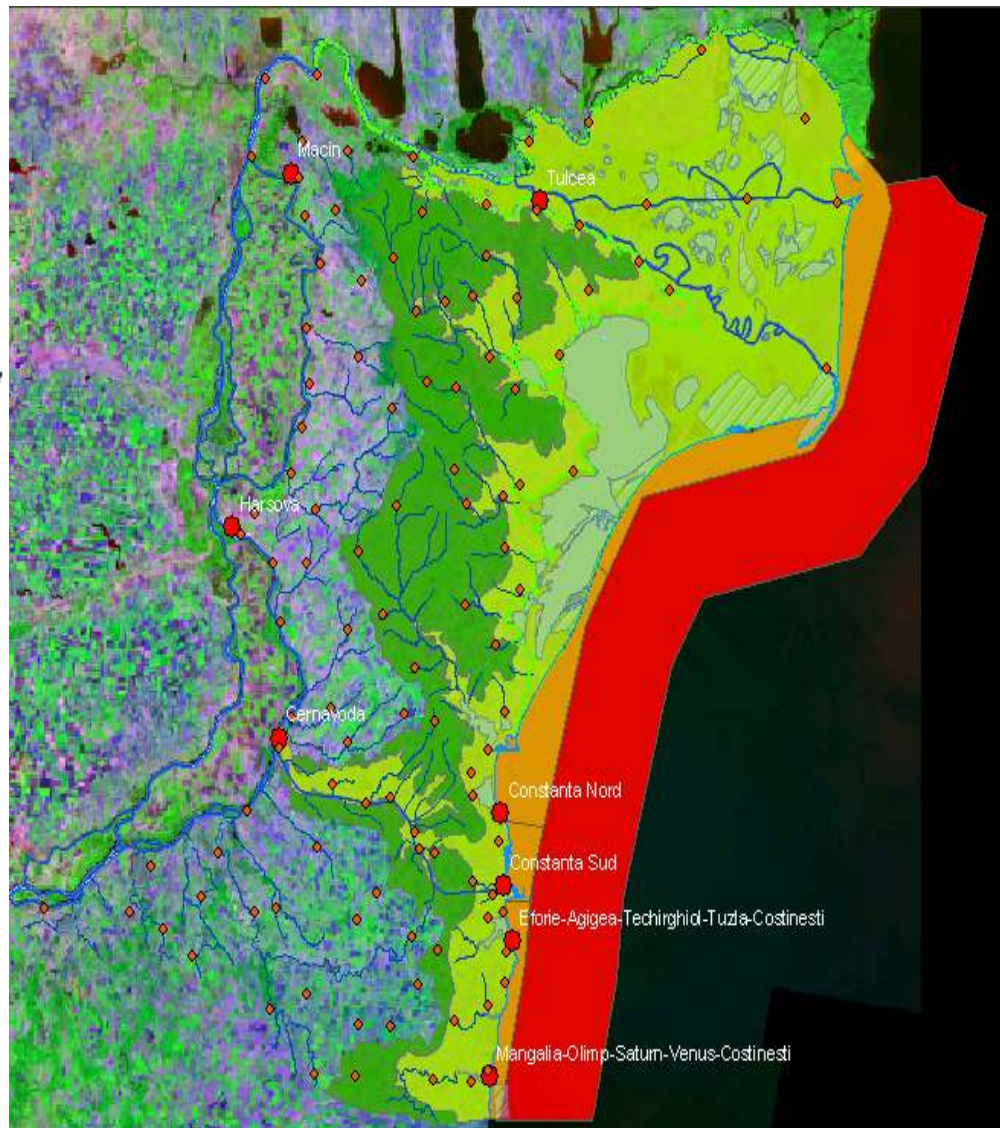 Macin
Tulcea
Harsova
Cernavoda
Constanta Nord
Constanta Sud
Eforie-Agigea-Techirghiol-Tuzla-Costinesti
Mangalia-Olimp-Saturn-Venus-Costinesti